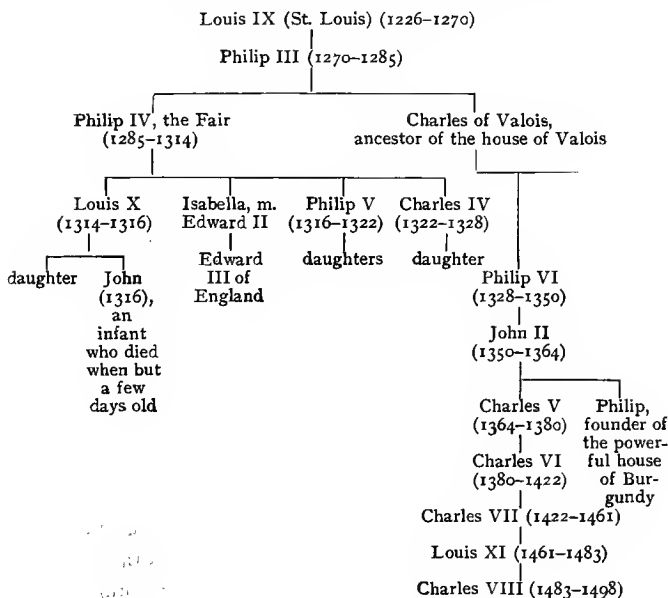 Louis IX (St. Louis) (1226–1270)
Philip III (1270–1285)
Philip IV, the Fair
(1285–1314)
Charles of Valois,
ancestor of the house of Valois
Louis X
(1314–1316)
Isabella, m.
Edward II
Philip V
(1316–1322)
Charles IV
(1322–1328)
daughter
John
(1316),
an
infant
who died
when but
a few
days old
Edward
III of
England
daughters
daughter
Philip VI
(1328–1350)
John II
(1350–1364)
Charles V
(1364–1380)
Philip,
founder of
the power-
ful house
of Bur-
gundy
Charles VI
(1380–1422)
Charles VII (1422–1461)
Louis XI (1461–1483)
Charles VIII (1483–1498)